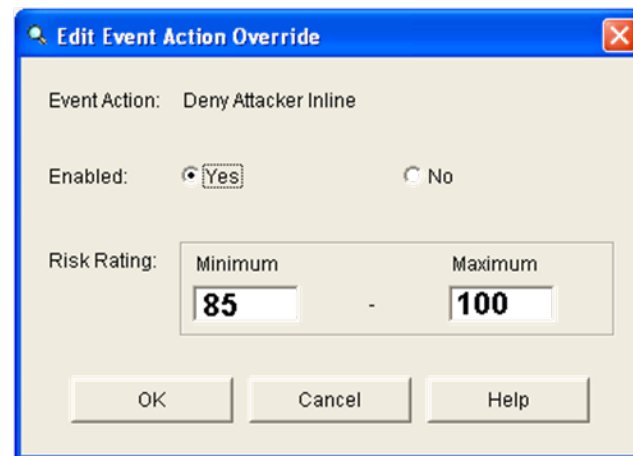 Edit Event Action Override
Event Action: Deny Attacker Inline
Enabled: Yes No
Risk Rating: Minimum Maximum
85 - 100
OK Cancel Help